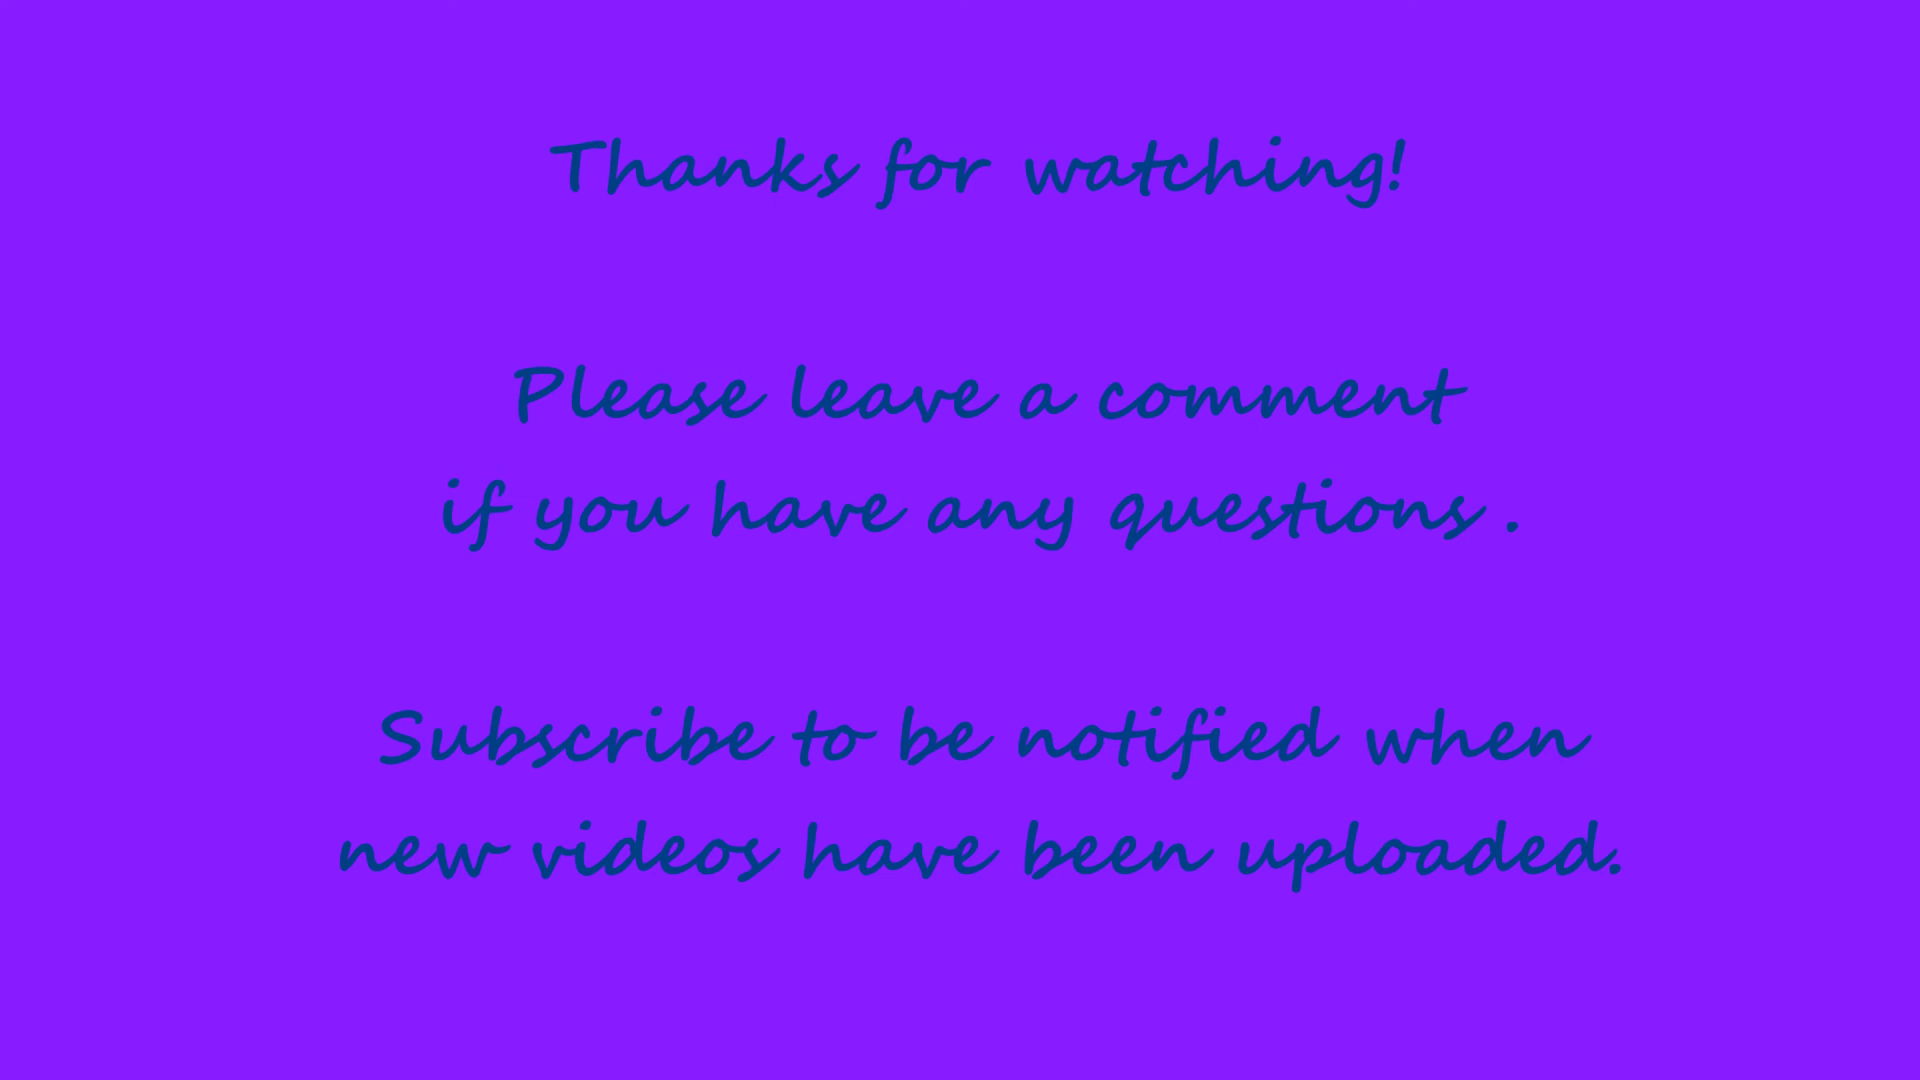 Thanks for watching!
Please leave a comment
if you have any questions .
Subscribe to be notified when
new videos have been uploaded.